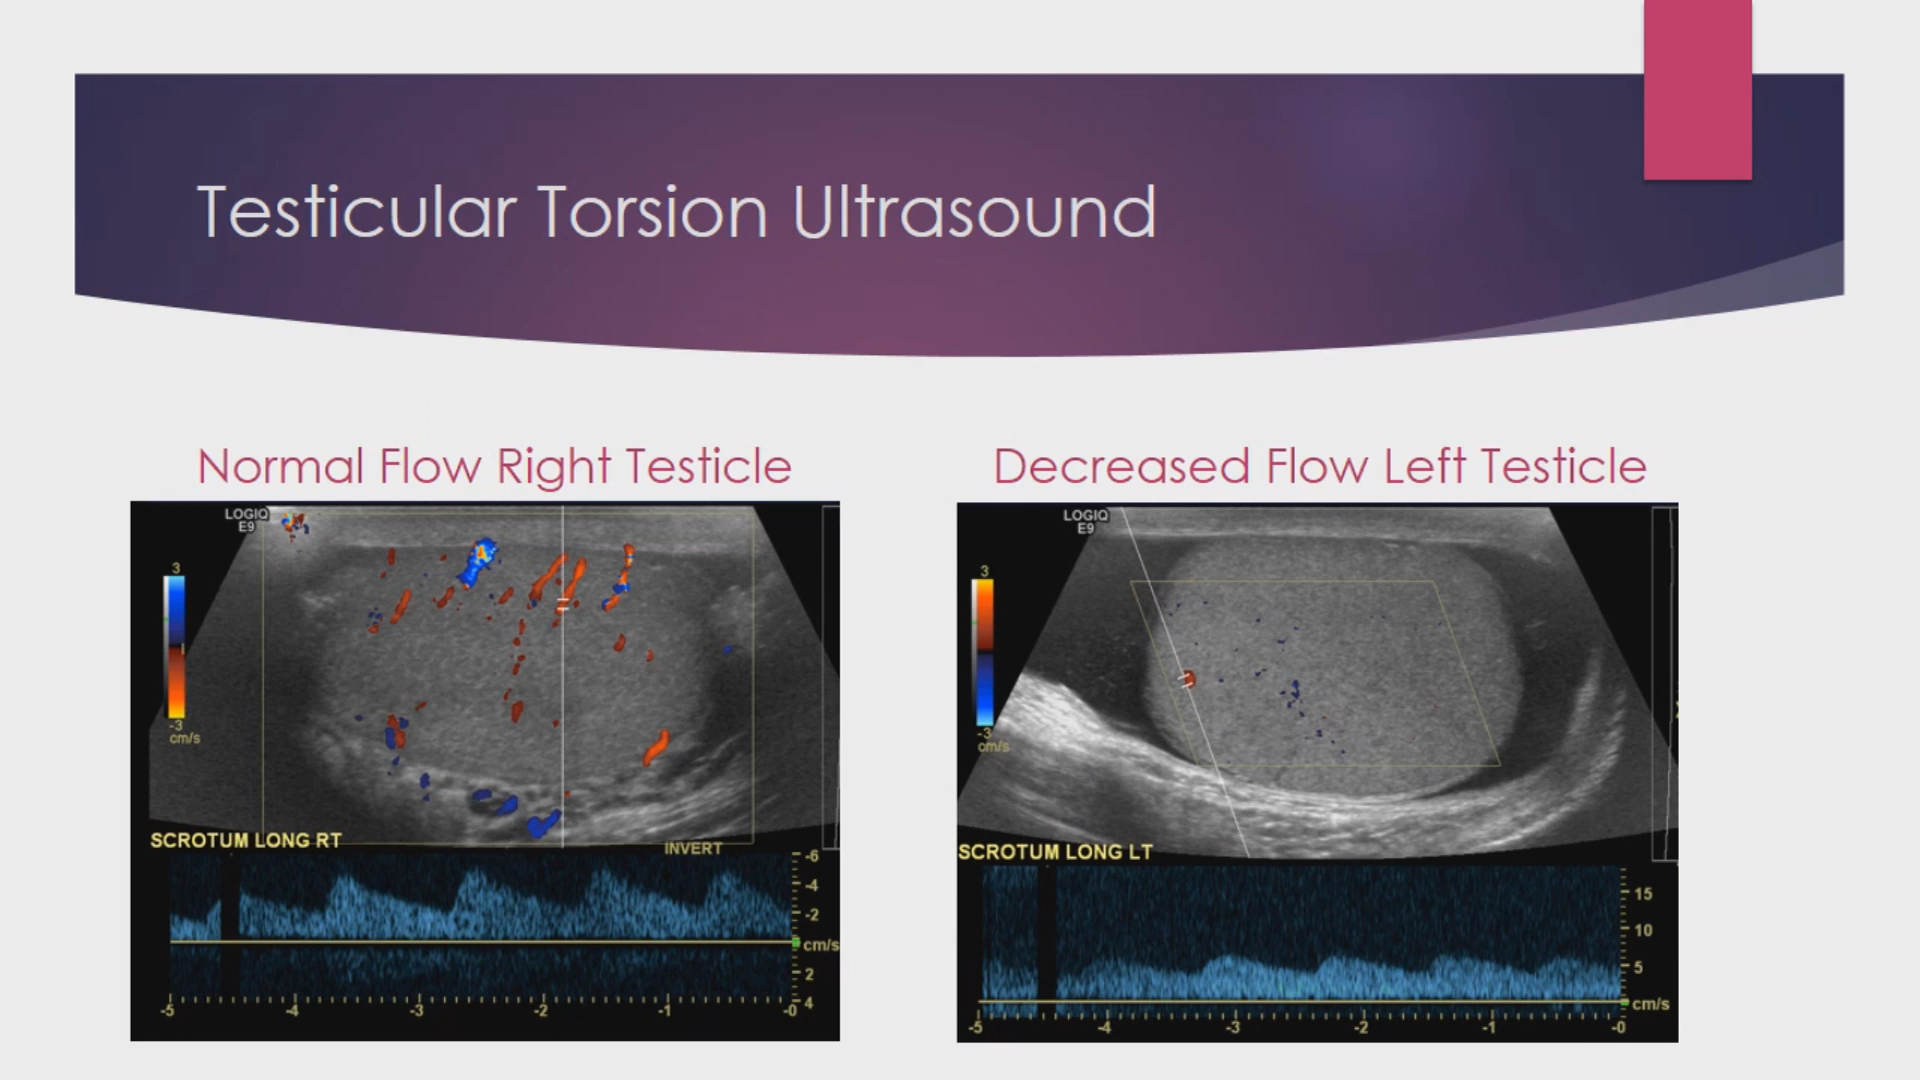 Testicular Torsion Ultrasound
Normal Flow Right Testicle
LOGIQ
E9
3
-3
cm/s
SCROTUM LONG RT
INVERT
-6
-4
-2
cm/s
2
4
-5 -4 -3 -2 -1 -0
Decreased Flow Left Testicle
LOGIQ
E9
3
-3
cm/s
SCROTUM LONG LT
15
10
5
cm/s
-5 -4 -3 -2 -1 -0